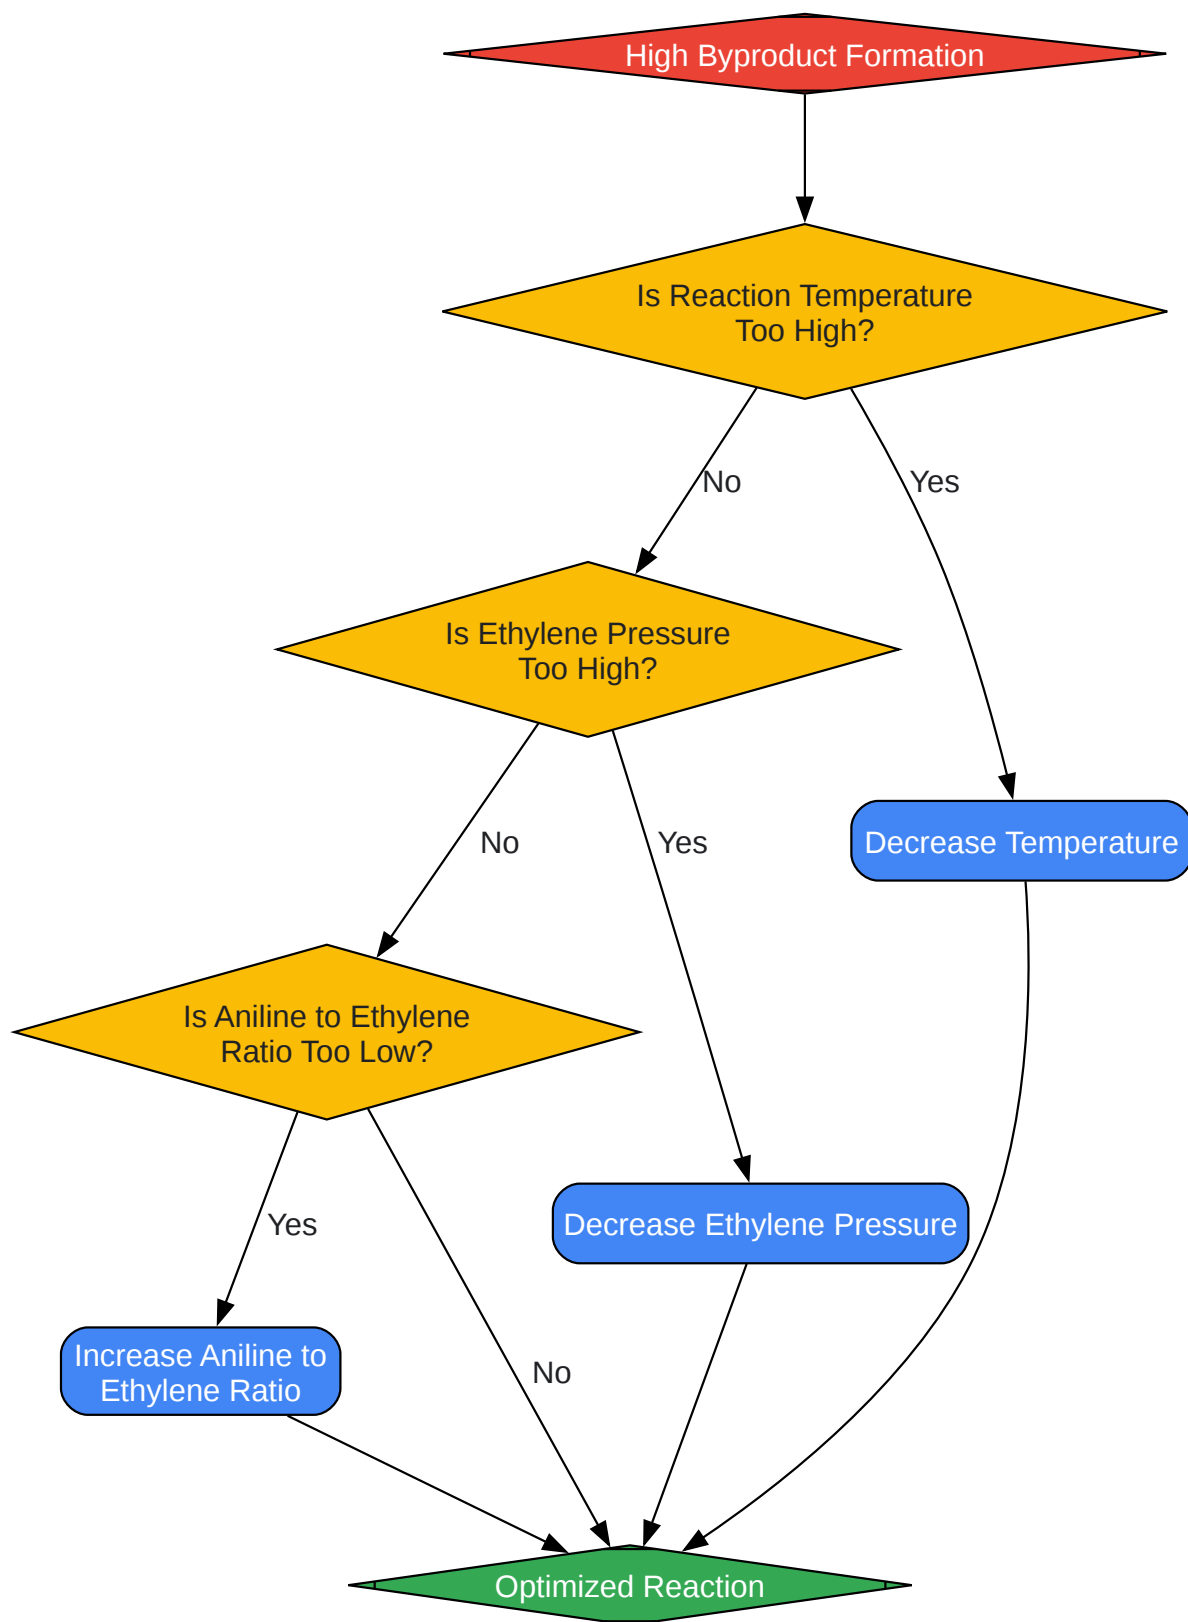 High Byproduct Formation
Is Reaction Temperature
Too High?
No
Yes
Is Ethylene Pressure
Too High?
Decrease Temperature
No
Yes
Is Aniline to Ethylene
Ratio Too Low?
Decrease Ethylene Pressure
Yes
No
Increase Aniline to
Ethylene Ratio
Optimized Reaction